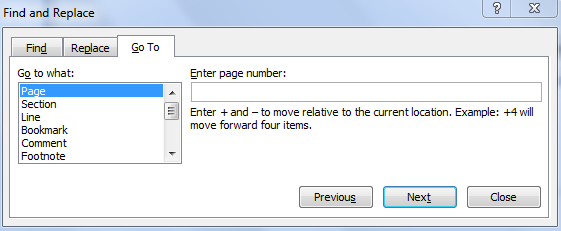 Find and Replace
Find Replace Go To
Go to what:
Page
Section
Line
Bookmark
Comment
Footnote
Enter page number:
Enter + and – to move relative to the current location. Example: +4 will
move forward four items.
Previous Next Close